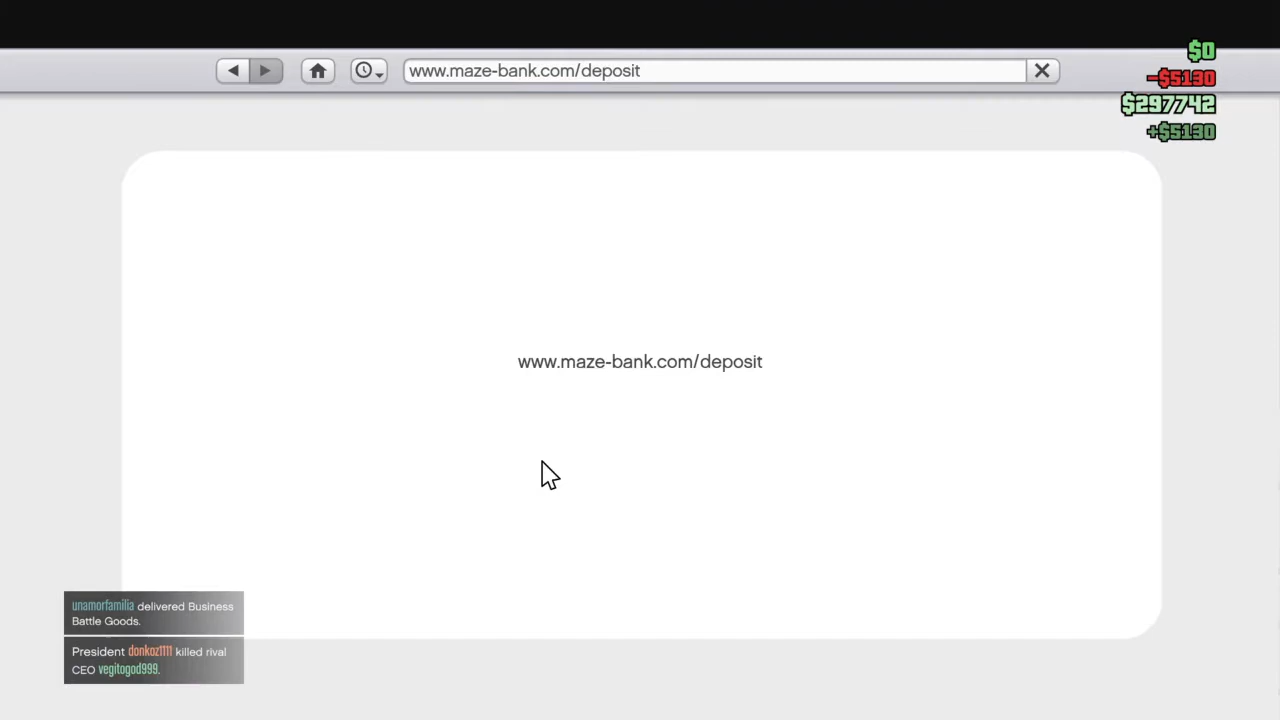 www.maze-bank.com/deposit
$0
-$5130
$297742
+$5130
www.maze-bank.com/deposit
unamorfamilia delivered Business
Battle Goods.
President donkoz1111 killed rival
CEO vegitogod999.